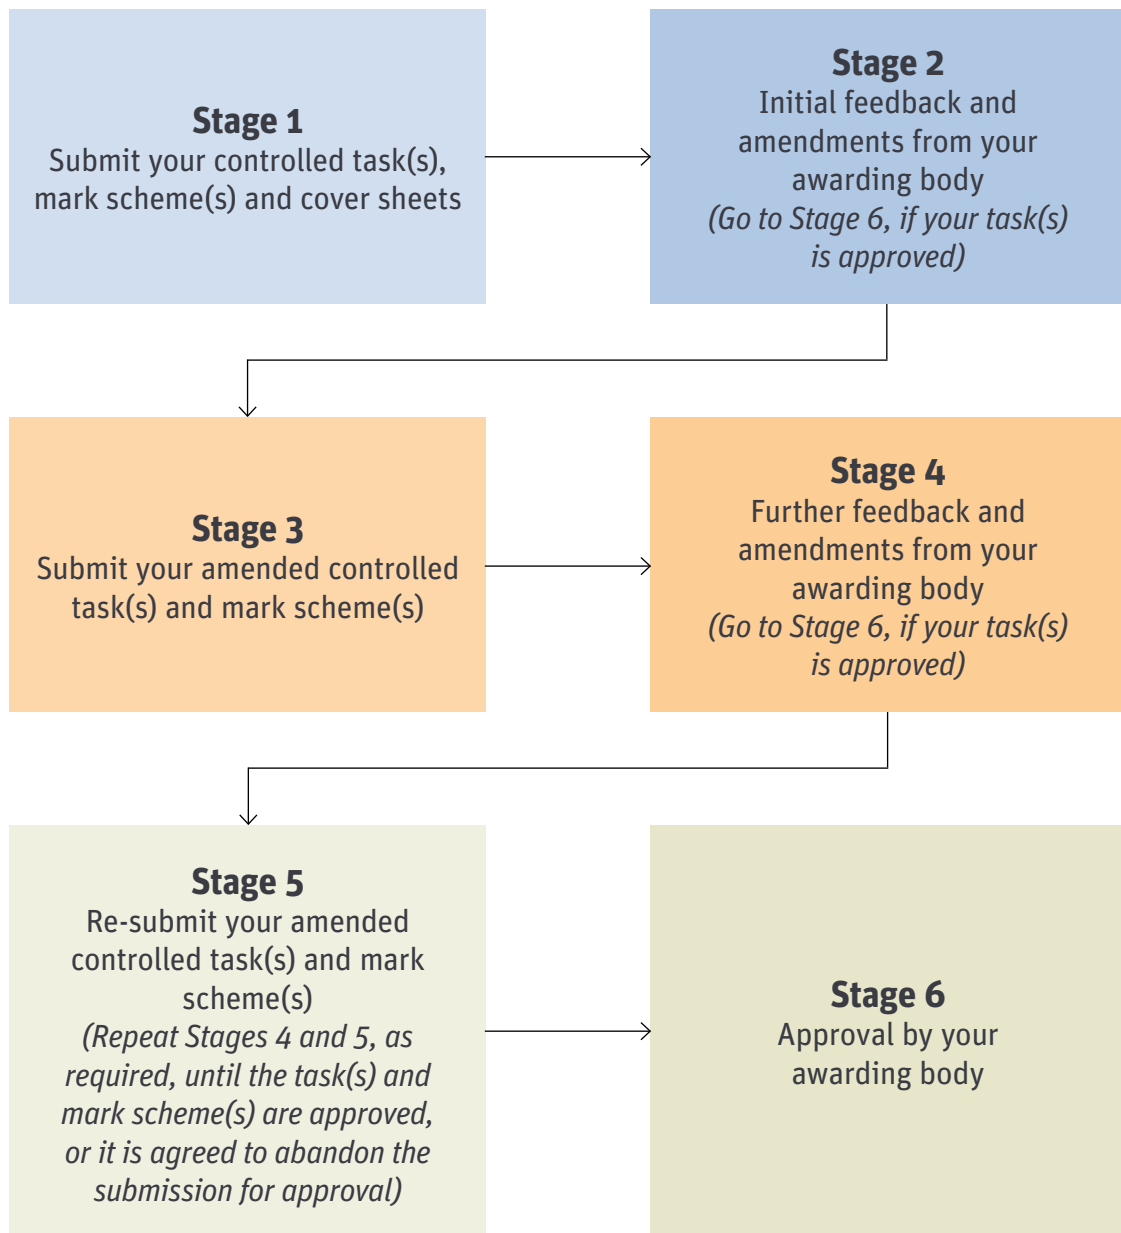 Stage 1
Submit your controlled task(s),
mark scheme(s) and cover sheets
Stage 2
Initial feedback and
amendments from your
awarding body
(Go to Stage 6, if your task(s)
is approved)
Stage 3
Submit your amended controlled
task(s) and mark scheme(s)
Stage 4
Further feedback and
amendments from your
awarding body
(Go to Stage 6, if your task(s)
is approved)
Stage 5
Re-submit your amended
controlled task(s) and mark
scheme(s)
(Repeat Stages 4 and 5, as
required, until the task(s) and
mark scheme(s) are approved,
or it is agreed to abandon the
submission for approval)
Stage 6
Approval by your
awarding body